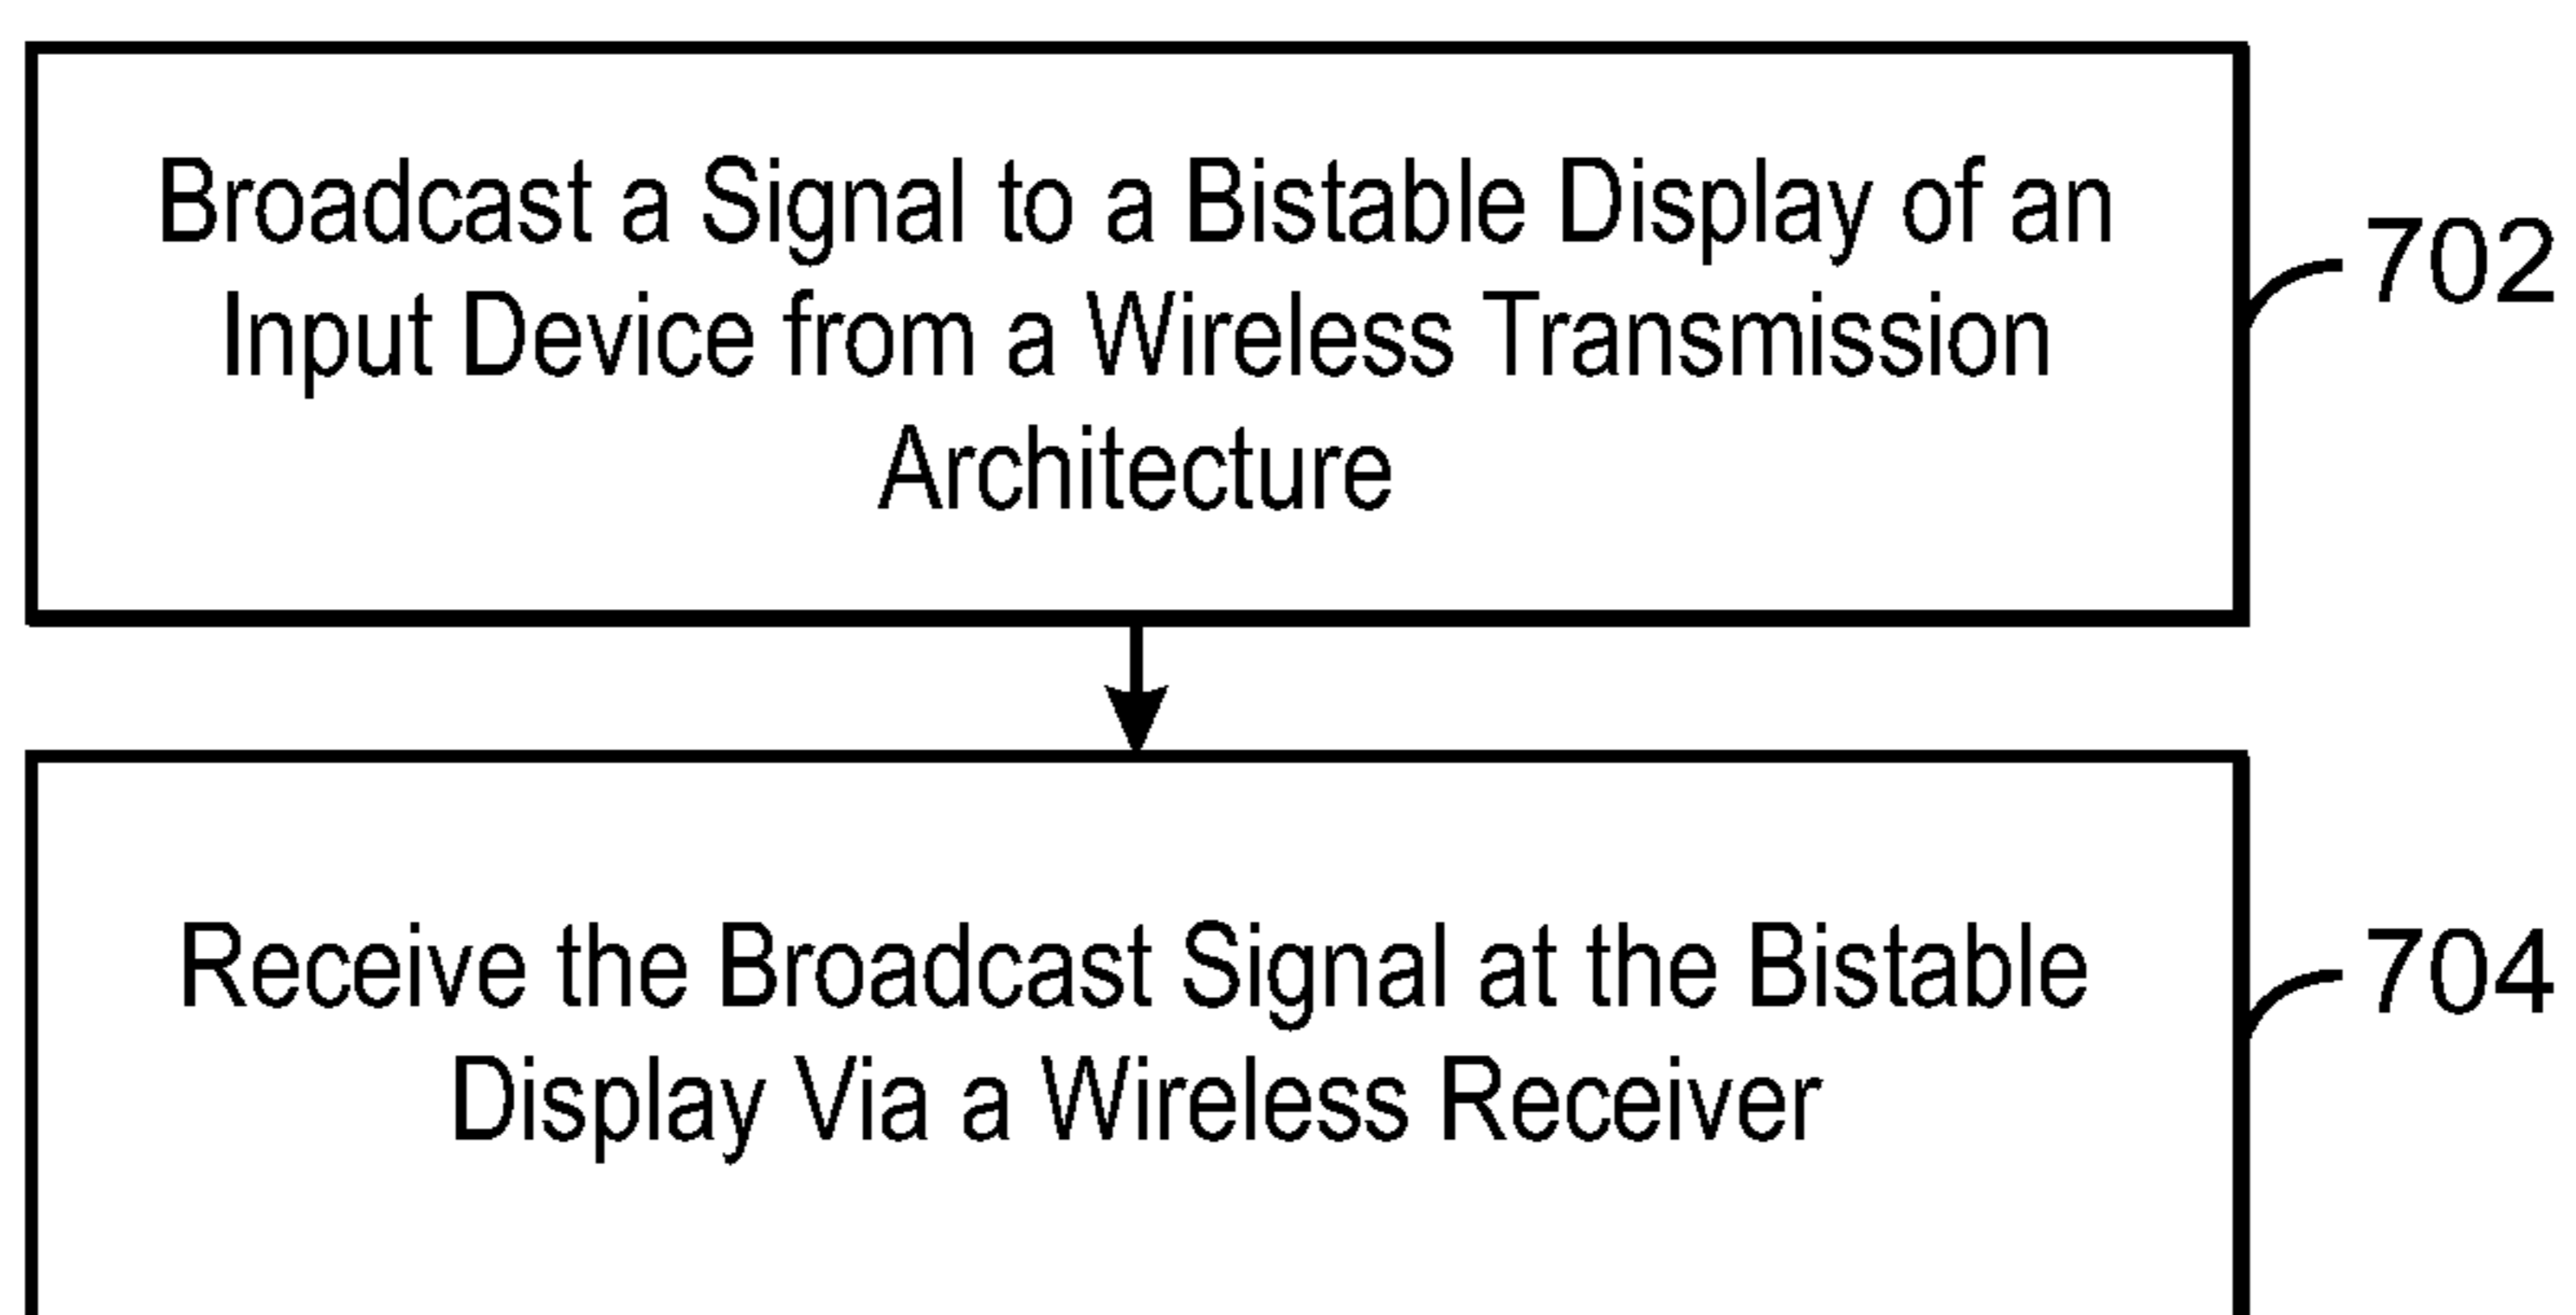 Broadcast a Signal to a Bistable Display of an
Input Device from a Wireless Transmission
Architecture
702
Receive the Broadcast Signal at the Bistable
Display Via a Wireless Receiver
704